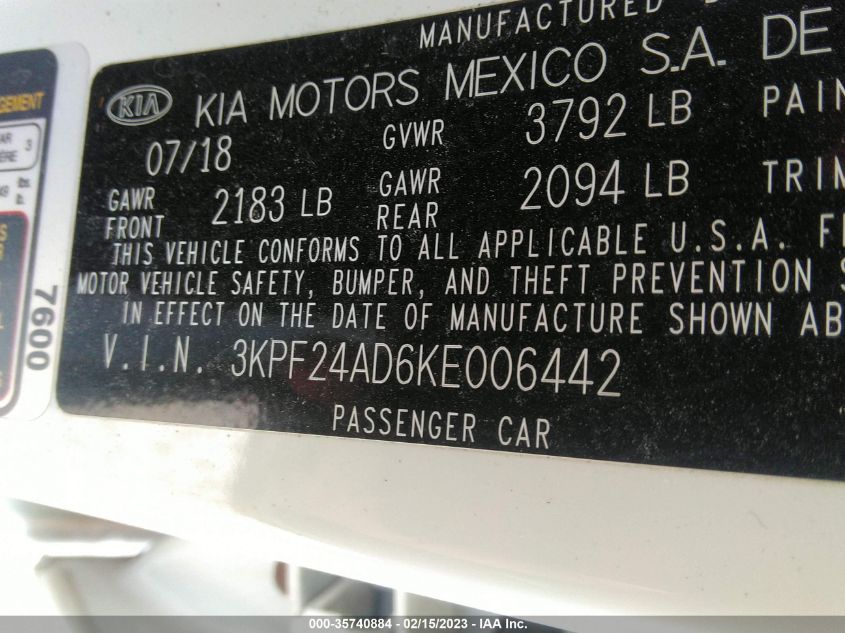 MANUFACTURED
KIA KIA MOTORS MEXICO S.A. DE
07/18 GVWR 3792 LB
GAWR FRONT 2183 LB GAWR REAR 2094 LB
THIS VEHICLE CONFORMS TO ALL APPLICABLE U.S.A.
MOTOR VEHICLE SAFETY, BUMPER, AND THEFT PREVENTION
IN EFFECT ON THE DATE OF MANUFACTURE SHOWN AB
V.I.N. 3KPF24AD6KE006442
PASSENGER CAR
7600
000-35740884 - 02/15/2023 - IAA Inc.